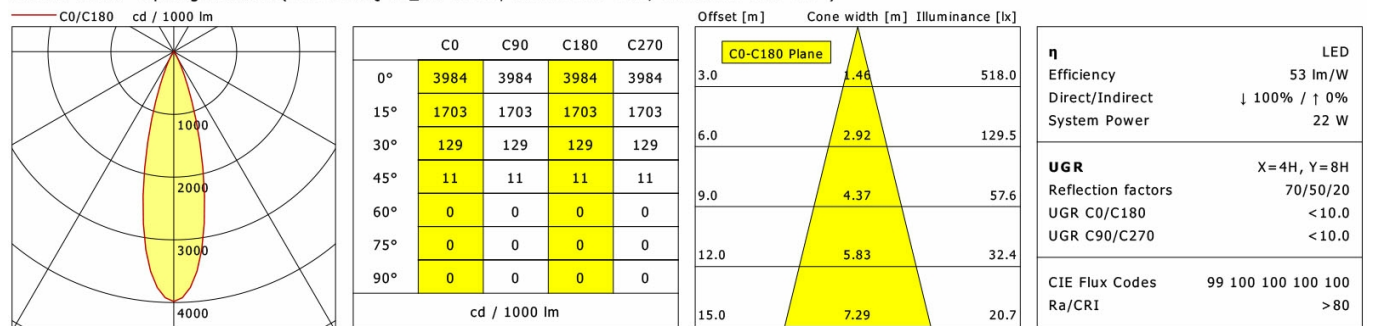 C0/C180 cd / 1000 lm
1000
2000
3000
4000
C0 C90 C180 C270
0° 3984 3984 3984 3984
15° 1703 1703 1703 1703
30° 129 129 129 129
45° 11 11 11 11
60° 0 0 0 0
75° 0 0 0 0
90° 0 0 0 0
cd / 1000 lm
Offset [m] Cone width [m] Illuminance [lx]
C0-C180 Plane
3.0 1.46 518.0
6.0 2.92 129.5
9.0 4.37 57.6
12.0 5.83 32.4
15.0 7.29 20.7
η LED
Efficiency 53 lm/W
Direct/Indirect ↓ 100% / ↑ 0%
System Power 22 W
UGR X=4H, Y=8H
Reflection factors 70/50/20
UGR C0/C180 <10.0
UGR C90/C270 <10.0
CIE Flux Codes 99 100 100 100 100
Ra/CRI >80